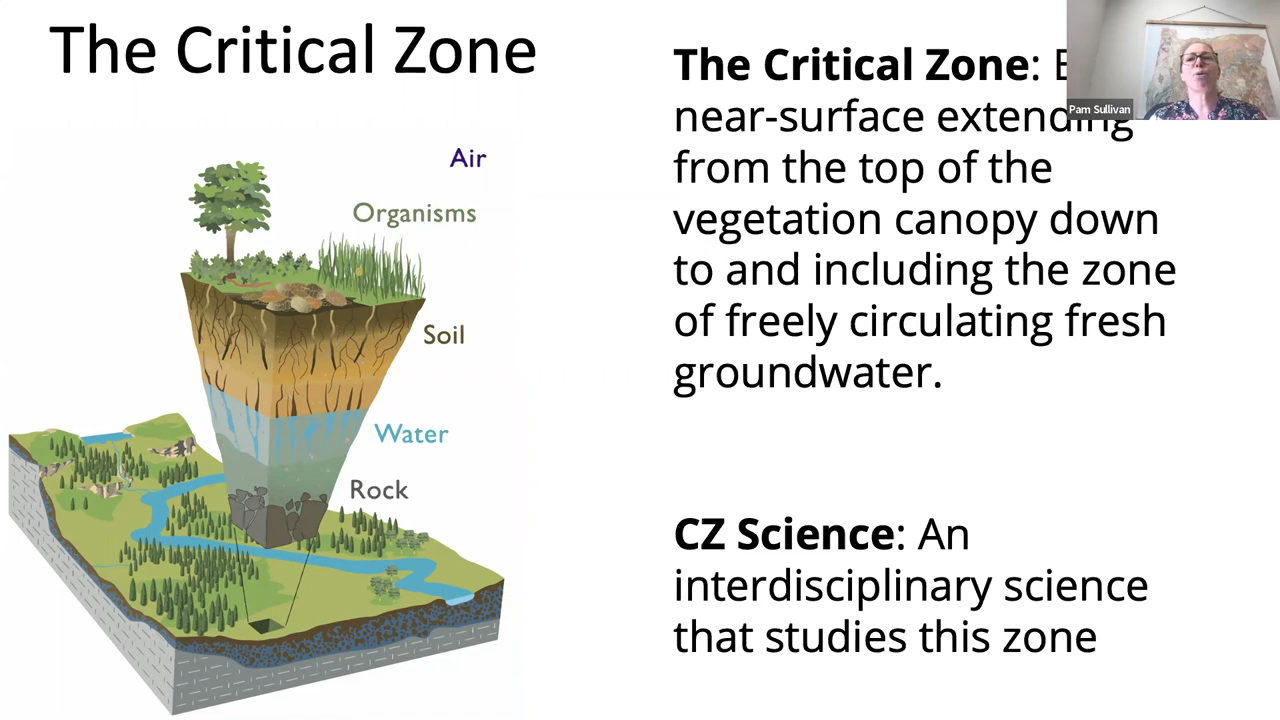 The Critical Zone
Air
Organisms
Soil
Water
Rock
The Critical Zone:
near-surface extending
from the top of the
vegetation canopy down
to and including the zone
of freely circulating fresh
groundwater.
CZ Science: An
interdisciplinary science
that studies this zone
Pam Sullivan